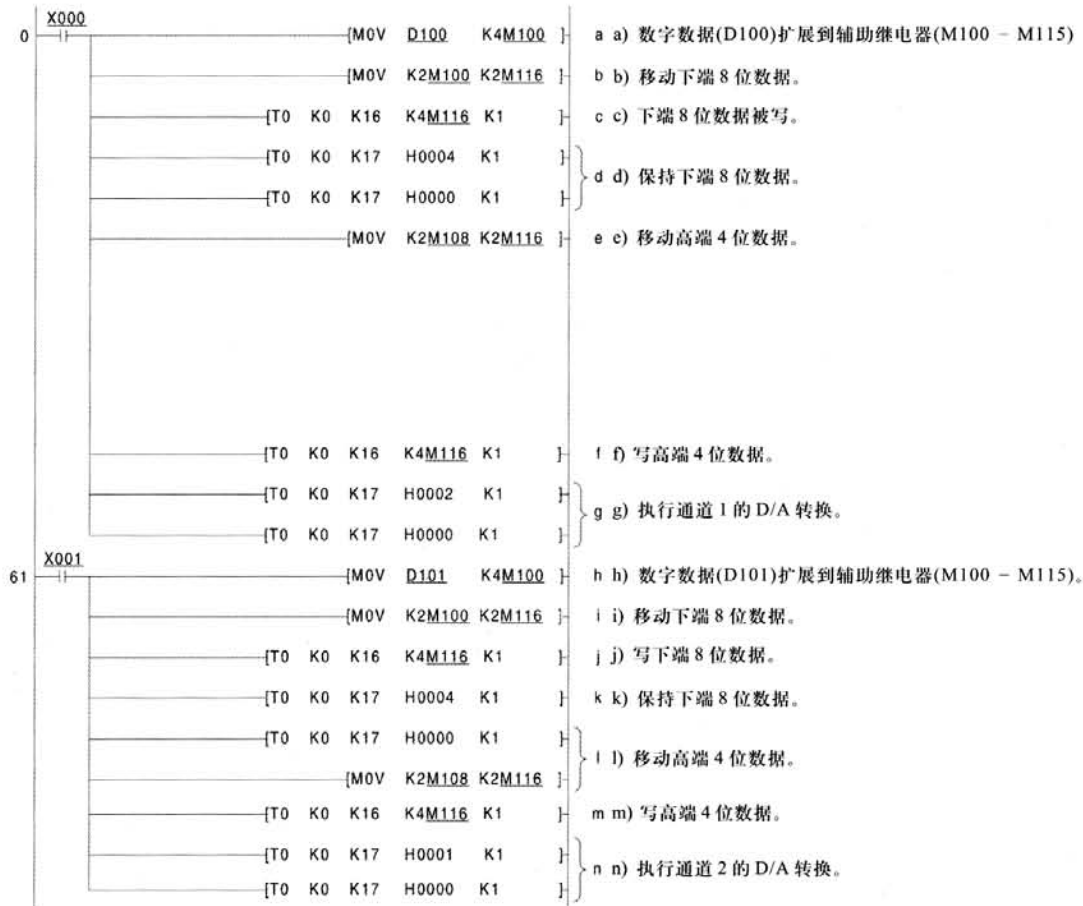 X000
0 [MOV D100 K4M100 ] a a) 数字数据(D100)扩展到辅助继电器(M100 - M115)
[MOV K2M100 K2M116 ] b b) 移动下端 8 位数据。
[TO K0 K16 K4M116 K1 ] c c) 下端 8 位数据被写。
[TO K0 K17 H0004 K1 ]
d d) 保持下端 8 位数据。
[TO K0 K17 H0000 K1 ]
[MOV K2M108 K2M116 ] e e) 移动高端 4 位数据。
[TO K0 K16 K4M116 K1 ] f f) 写高端 4 位数据。
[TO K0 K17 H0002 K1 ]
g g) 执行通道 1 的 D/A 转换。
[TO K0 K17 H0000 K1 ]
X001
61 [MOV D101 K4M100 ] h h) 数字数据(D101)扩展到辅助继电器(M100 - M115)。
[MOV K2M100 K2M116 ] i i) 移动下端 8 位数据。
[TO K0 K16 K4M116 K1 ] j j) 写下端 8 位数据。
[TO K0 K17 H0004 K1 ] k k) 保持下端 8 位数据。
[TO K0 K17 H0000 K1 ]
l l) 移动高端 4 位数据。
[MOV K2M108 K2M116 ]
[TO K0 K16 K4M116 K1 ] m m) 写高端 4 位数据。
[TO K0 K17 H0001 K1 ]
n n) 执行通道 2 的 D/A 转换。
[TO K0 K17 H0000 K1 ]